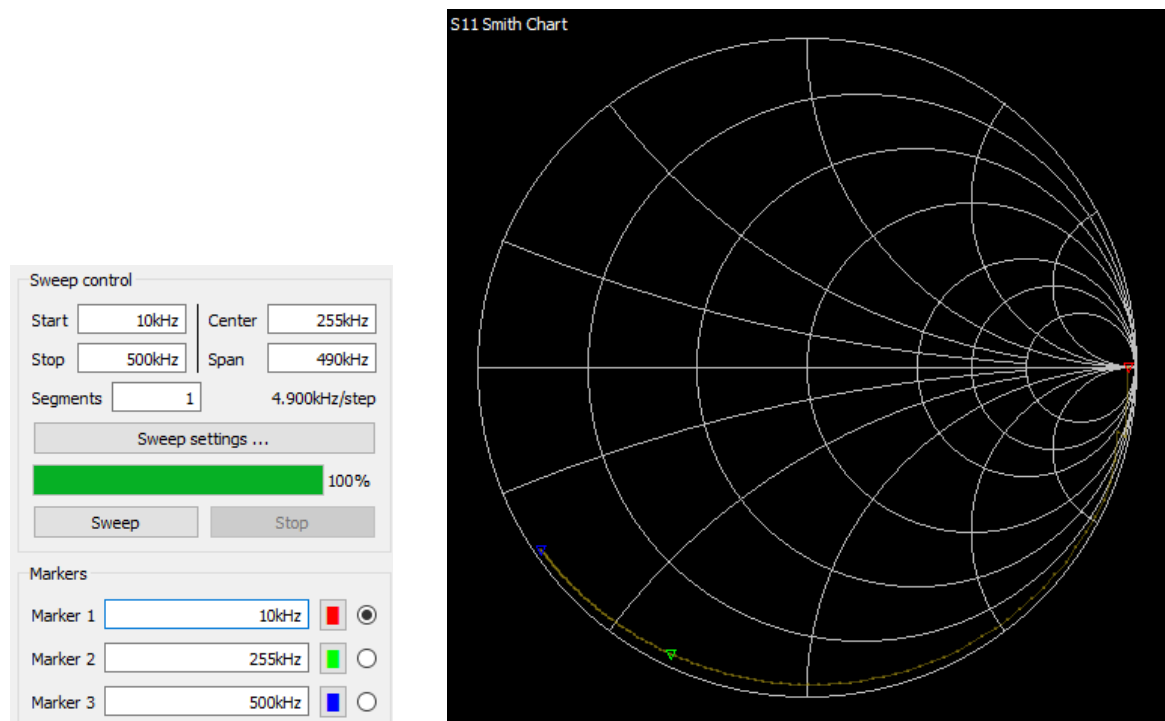 S11 Smith Chart
Sweep control
Start 10kHz Center 255kHz
Stop 500kHz Span 490kHz
Segments 1 4.900kHz/step
Sweep settings ...
100%
Sweep Stop
Markers
Marker 1 10kHz
Marker 2 255kHz
Marker 3 500kHz